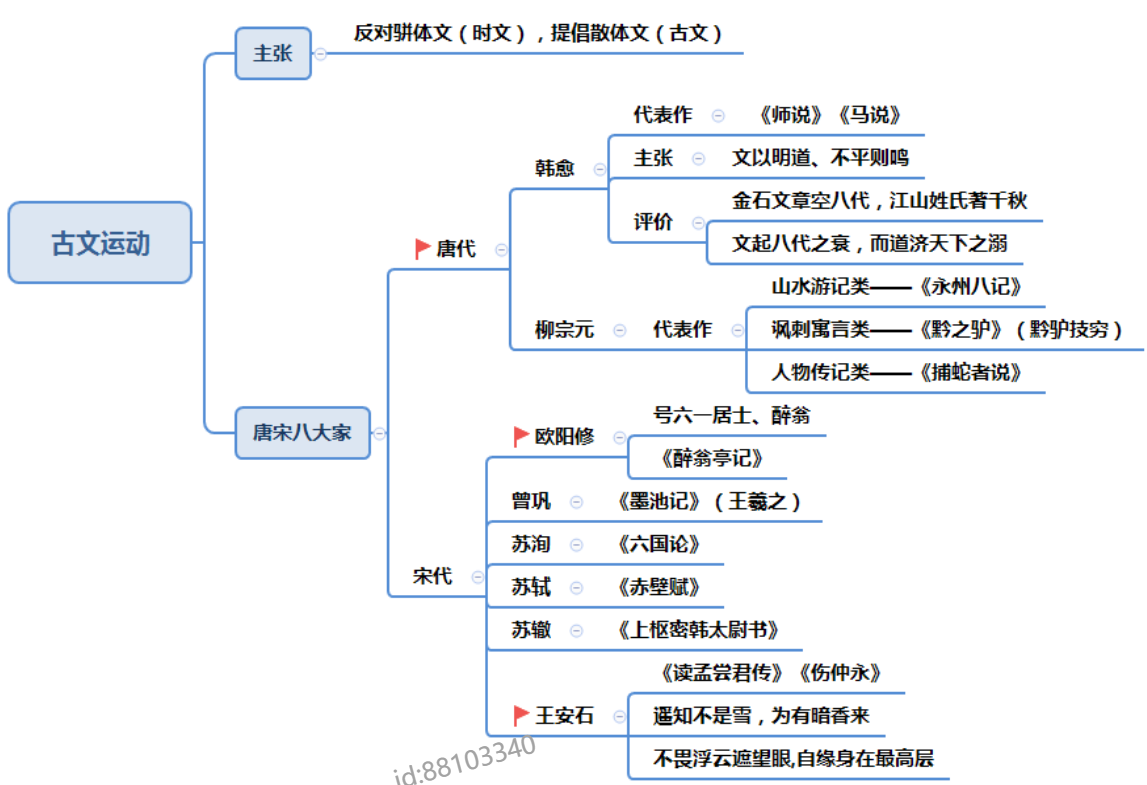 古文运动
主张
反对骈体文（时文），提倡散体文（古文）
唐宋八大家
唐代
韩愈
代表作
《师说》《马说》
主张
文以明道、不平则鸣
评价
金石文章空八代，江山姓氏著千秋
文起八代之衰，而道济天下之溺
柳宗元
代表作
山水游记类——《永州八记》
讽刺寓言类——《黔之驴》（黔驴技穷）
人物传记类——《捕蛇者说》
宋代
欧阳修
号六一居士、醉翁
《醉翁亭记》
曾巩
《墨池记》（王羲之）
苏洵
《六国论》
苏轼
《赤壁赋》
苏辙
《上枢密韩太尉书》
王安石
《读孟尝君传》《伤仲永》
遥知不是雪，为有暗香来
不畏浮云遮望眼,自缘身在最高层
id:88103340